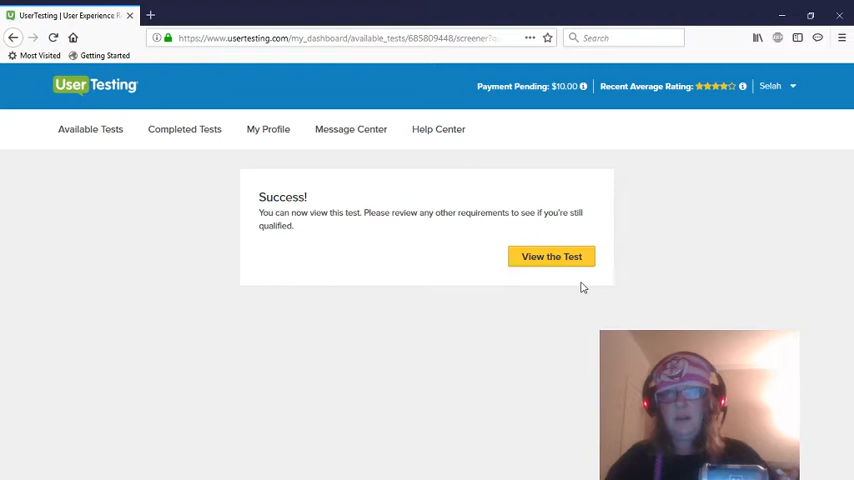 UserTesting | User Experience R
https://www.usertesting.com/my_dashboard/available_tests/685809448/screener?o
Search
Most Visited
Getting Started
UserTesting
Payment Pending: $10.00
Recent Average Rating:
Selah
Available Tests
Completed Tests
My Profile
Message Center
Help Center
Success!
You can now view this test. Please review any other requirements to see if you're still
qualified.
View the Test